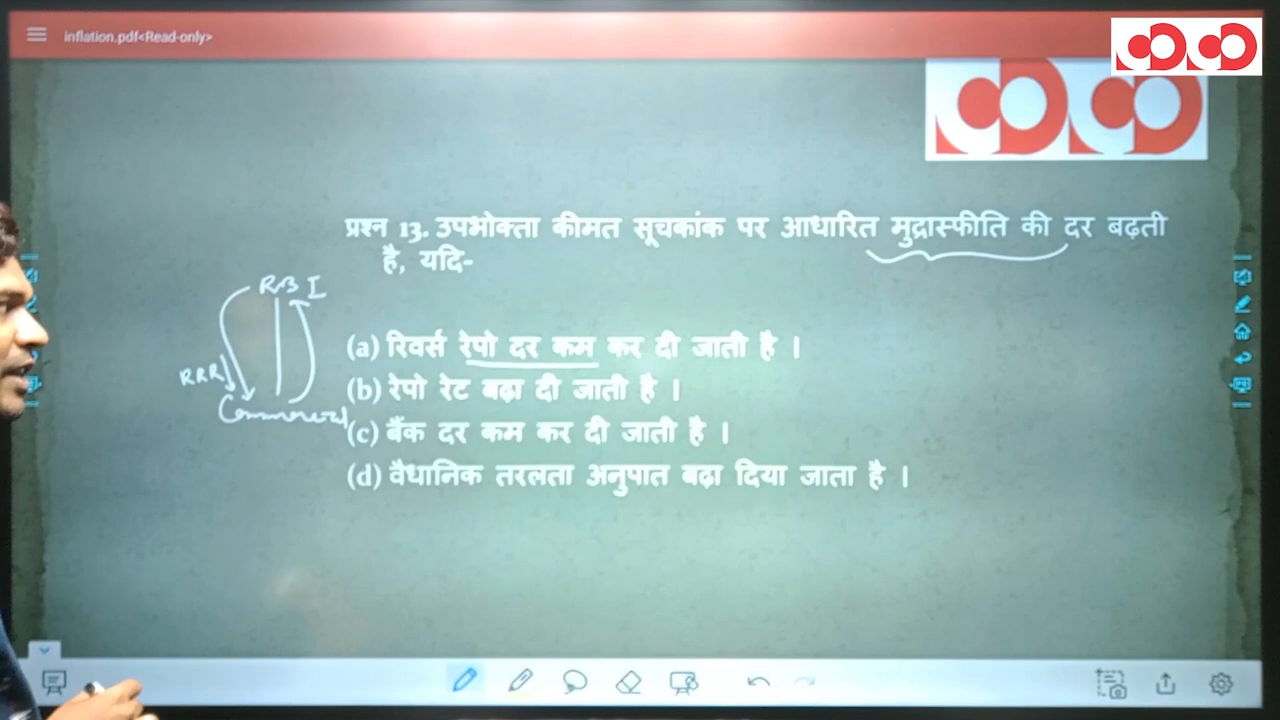 inflation.pdf<Read-only>
प्रश्न 13. उपभोक्ता कीमत सूचकांक पर आधारित मुद्रास्फीति की दर बढ़ती
है, यदि-
RBI
(a) रिवर्स रेपो दर कम कर दी जाती है ।
RRR
(b) रेपो रेट बढ़ा दी जाती है ।
Commercial
(c) बैंक दर कम कर दी जाती है ।
(d) वैधानिक तरलता अनुपात बढ़ा दिया जाता है ।